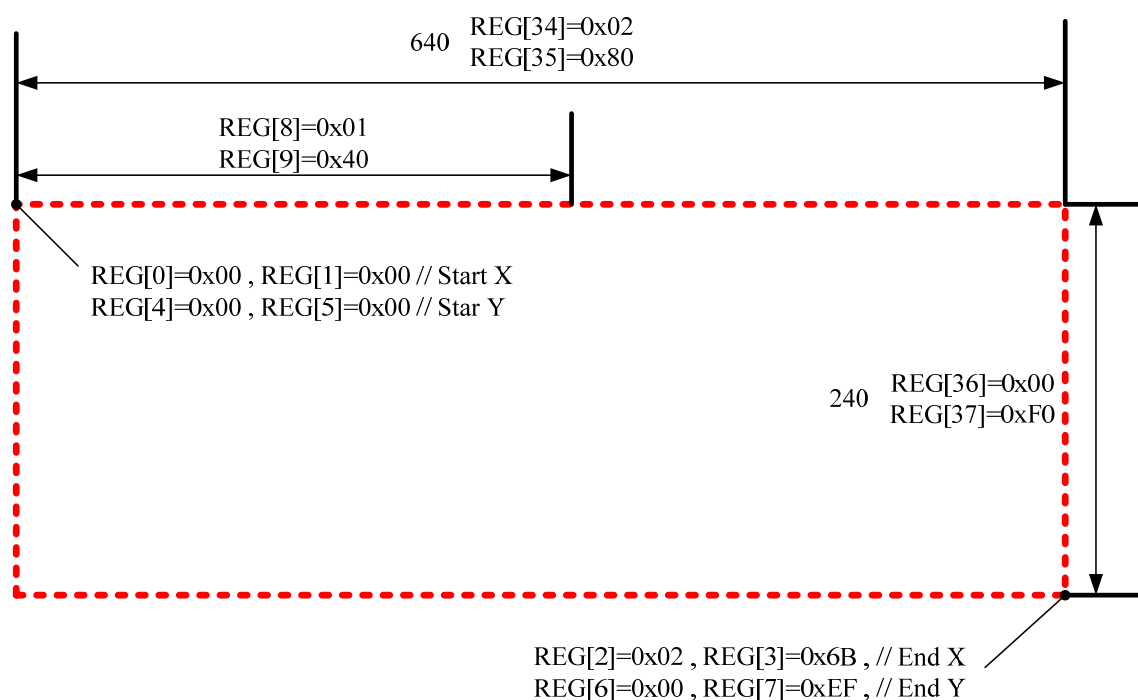 640
REG[34]=0x02
REG[35]=0x80
REG[8]=0x01
REG[9]=0x40
REG[0]=0x00 , REG[1]=0x00 // Start X
REG[4]=0x00 , REG[5]=0x00 // Star Y
240
REG[36]=0x00
REG[37]=0xF0
REG[2]=0x02 , REG[3]=0x6B , // End X
REG[6]=0x00 , REG[7]=0xEF , // End Y